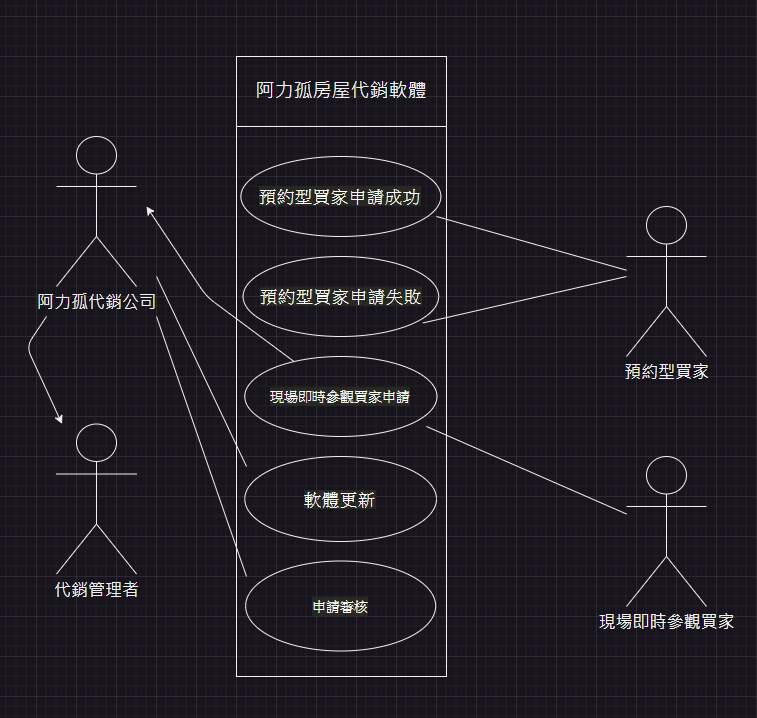 阿力孤房屋代銷軟體
預約型買家申請成功
預約型買家申請失敗
阿力孤代銷公司
預約型買家
現場即時參觀買家申請
軟體更新
代銷管理者
申請審核
現場即時參觀買家